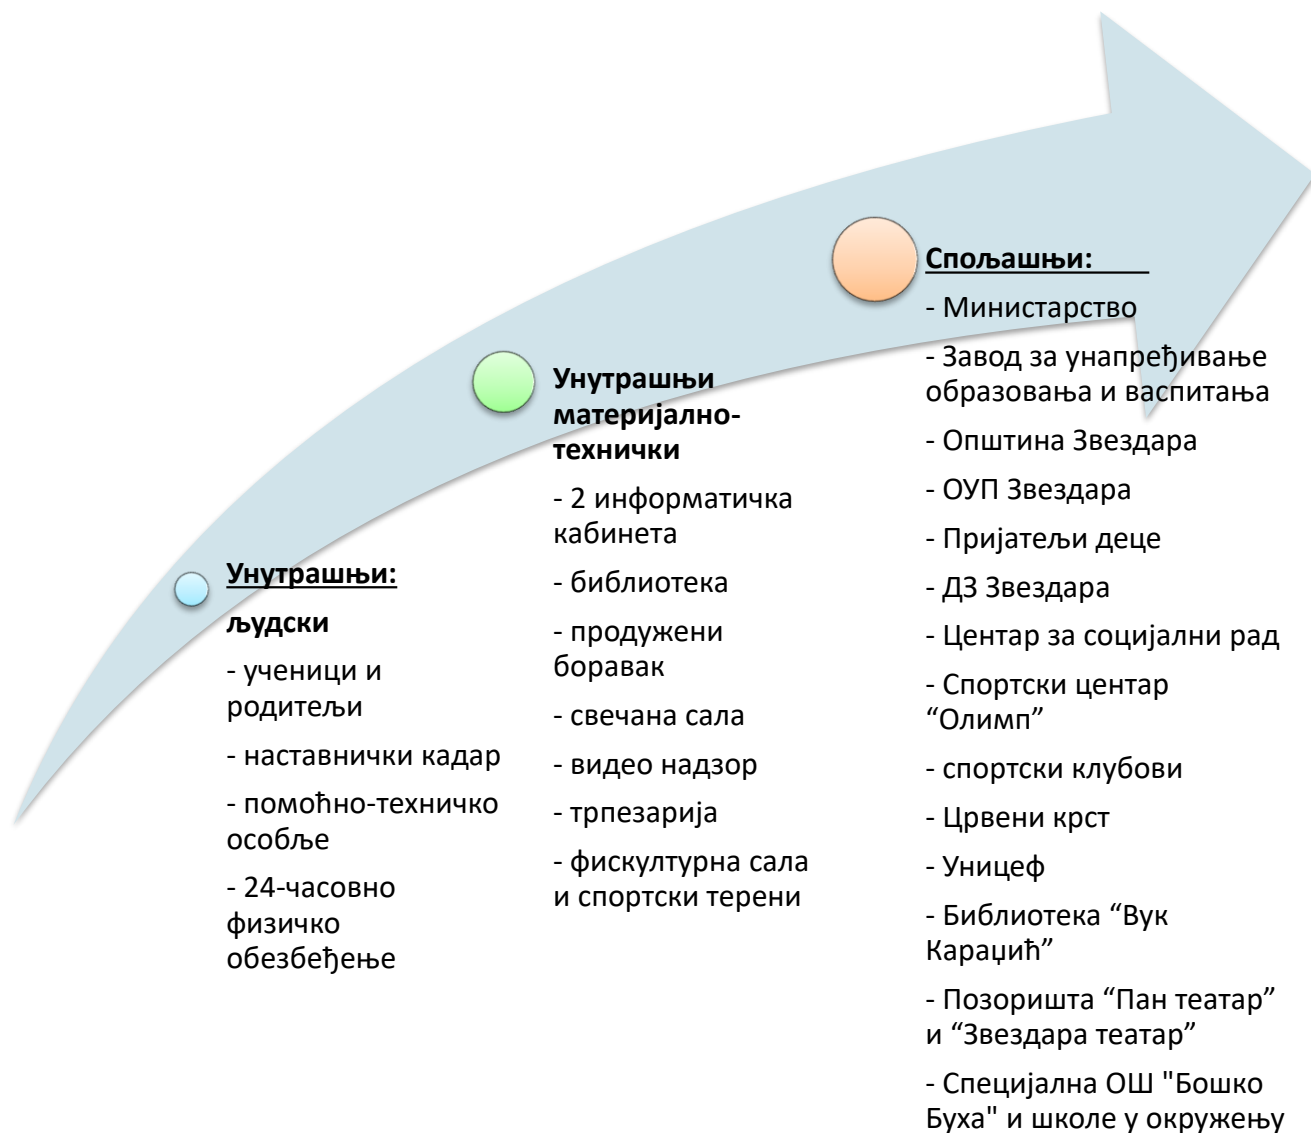 Унутрашњи:
људски
- ученици и
родитељи
- наставнички кадар
- помоћно-техничко
особље
- 24-часовно
физичко
обезбеђење
Унутрашњи
материјално-
технички
- 2 информатичка
кабинета
- библиотека
- продужени
боравак
- свечана сала
- видео надзор
- трпезарија
- фискултурна сала
и спортски терени
Спољашњи:
- Министарство
- Завод за унапређивање
образовања и васпитања
- Општина Звездара
- ОУП Звездара
- Пријатељи деце
- ДЗ Звездара
- Центар за социјални рад
- Спортски центар
“Олимп”
- спортски клубови
- Црвени крст
- Уницеф
- Библиотека “Вук
Караџић”
- Позоришта “Пан театар”
и “Звездара театар”
- Специјална ОШ "Бошко
Буха" и школе у окружењу